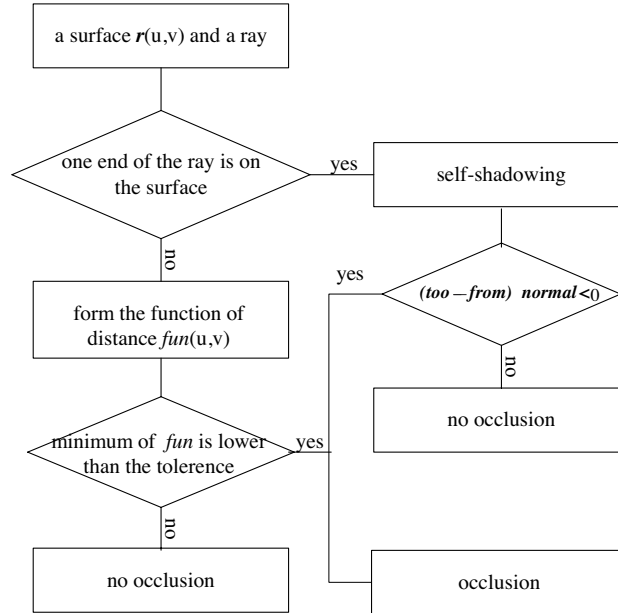 a surface r(u,v) and a ray
one end of the ray is on
the surface
yes
self-shadowing
no
yes
(too – from) normal<0
form the function of
distance fun(u,v)
no
no occlusion
minimum of fun is lower
than the tolerence
yes
no
no occlusion
occlusion